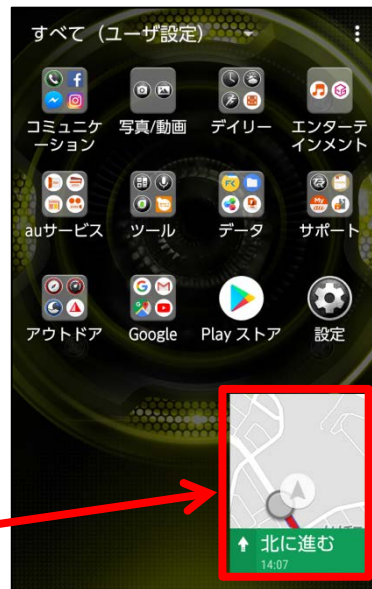 すべて（ユーザ設定）
コミュニケーション
写真/動画
デイリー
エンターテインメント
auサービス
ツール
データ
サポート
アウトドア
Google
Play ストア
設定
北に進む
14:07